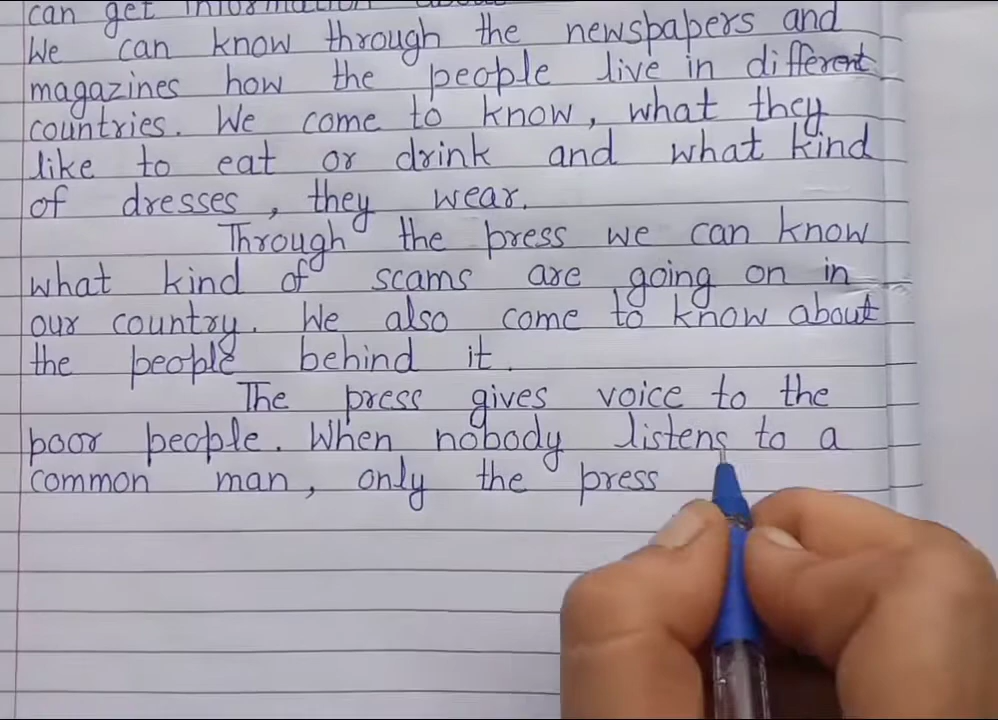 can get information about
We can know through the newspapers and
magazines how the people live in different
countries. We come to know, what they
like to eat or drink and what kind
of dresses, they wear.
Through the press we can know
what kind of scams are going on in
our country. We also come to know about
the people behind it.
The press gives voice to the
poor people. When nobody listens to a
common man, only the press